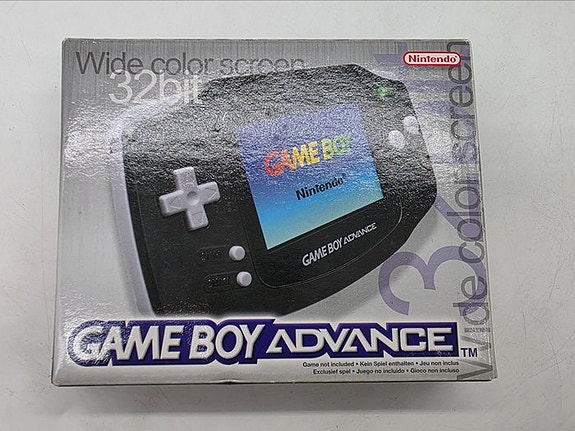 Wide color screen
32bit
Nintendo
GAME BOY
Nintendo
GAME BOY ADVANCE
32
Wide color screen
GAME BOY ADVANCE TM
Game not included • Kein Spiel enthalten • Jeu non inclus
Exclusief spel • Juego no incluido • Gioco non incluso